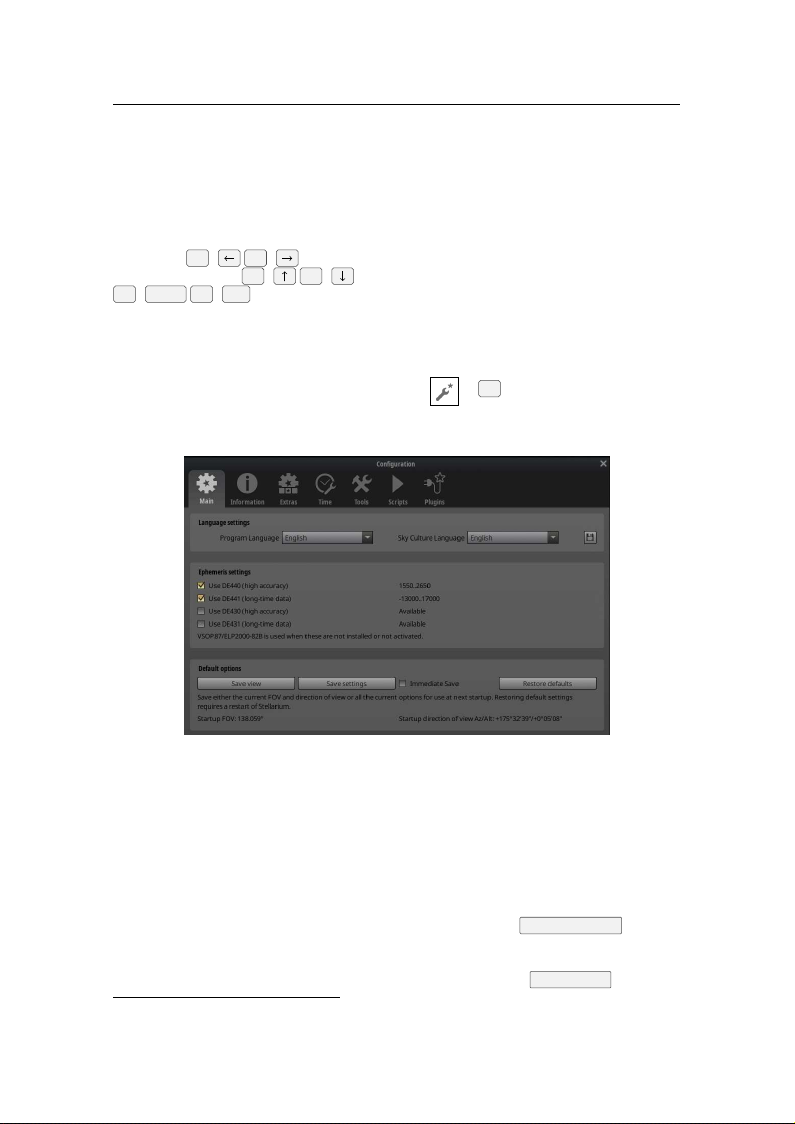 ←
→
↑
↓
Configuration
Main Information Extras Time Tools Scripts Plugins
Language settings
Program Language English Sky Culture Language English
Ephemeris settings
Use DE440 (high accuracy) 1550..2650
Use DE441 (long-time data) -13000..17000
Use DE430 (high accuracy) Available
Use DE431 (long-time data) Available
VSOP87/ELP2000-82B is used when these are not installed or not activated.
Default options
Save view Save settings Immediate Save Restore defaults
Save either the current FOV and direction of view or all the current options for use at next startup. Restoring default settings
requires a restart of Stellarium.
Startup FOV: 138.059° Startup direction of view Az/Alt: +175°32'39"/+0°05'08"